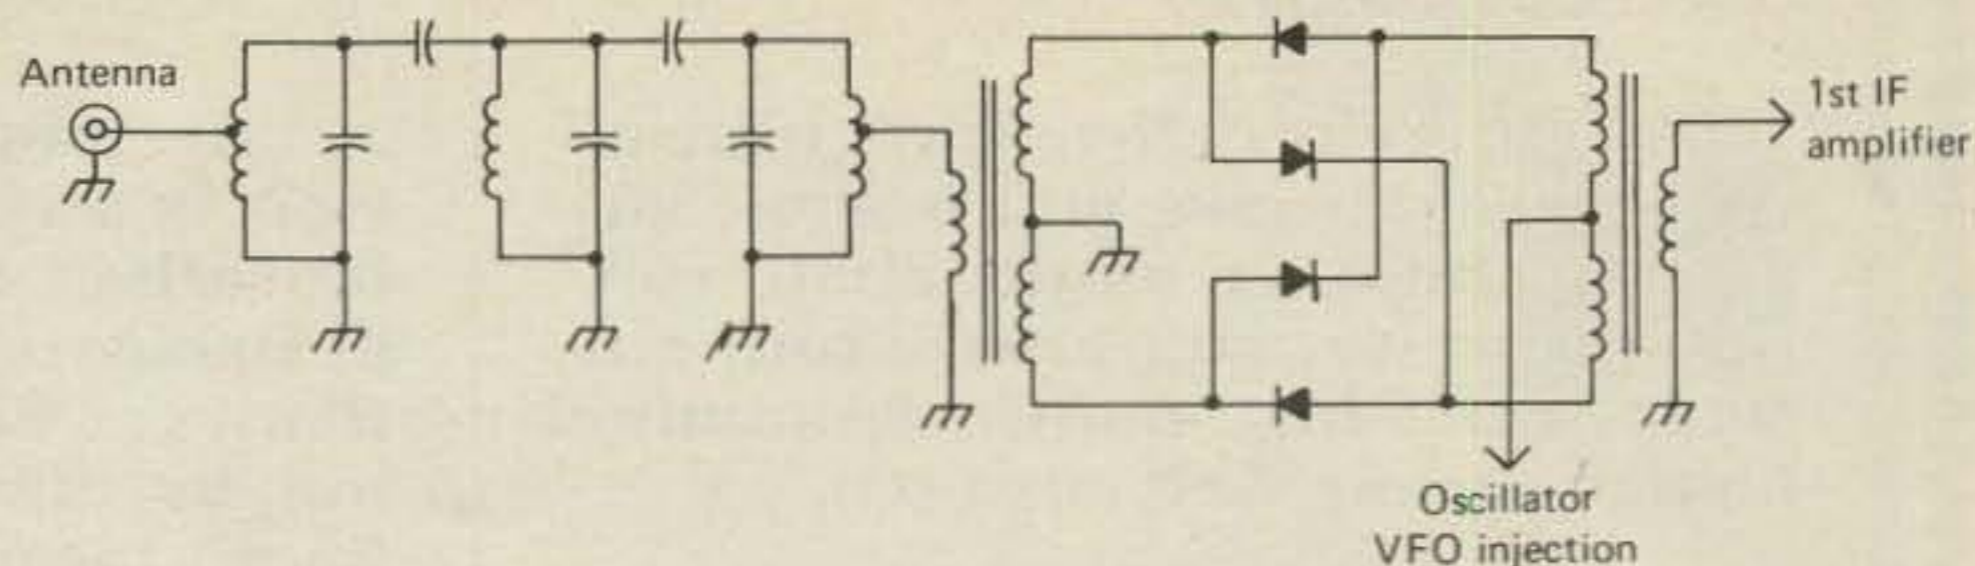 Antenna
1st IF
amplifier
Oscillator
VFO injection